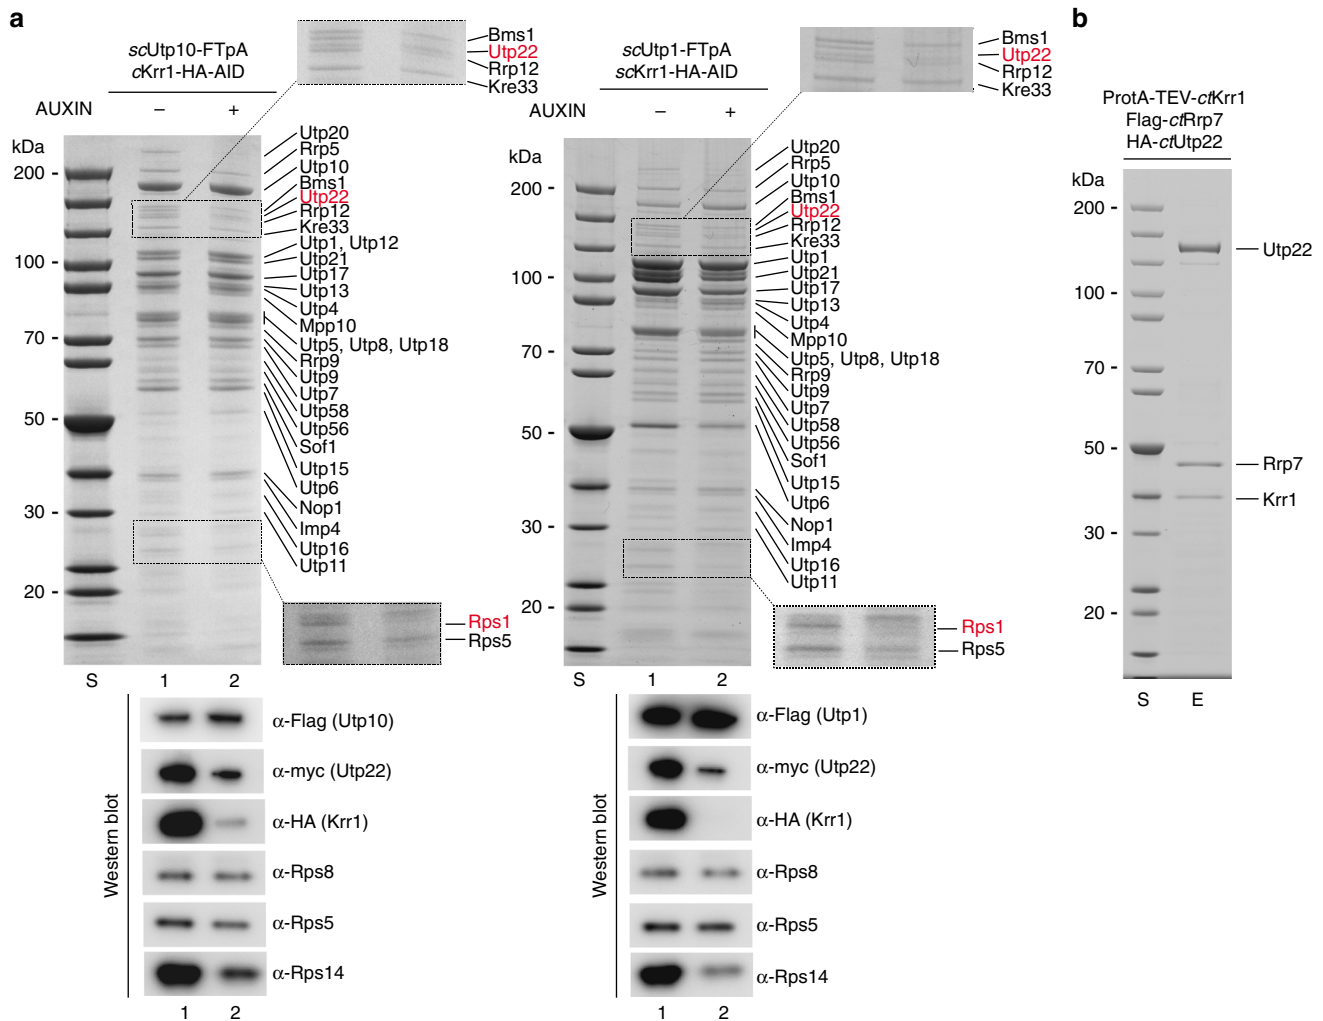 a
scUtp10-FTpA
cKrr1-HA-AID
AUXIN
–
+
kDa
200
100
70
50
30
20
Bms1
Utp22
Rrp12
Kre33
Utp20
Rrp5
Utp10
Bms1
Utp22
Rrp12
Kre33
Utp1, Utp12
Utp21
Utp17
Utp13
Utp4
Mpp10
Utp5, Utp8, Utp18
Rrp9
Utp9
Utp7
Utp58
Utp56
Sof1
Utp15
Utp6
Nop1
Imp4
Utp16
Utp11
Rps1
Rps5
S 1 2
Western blot
α-Flag (Utp10)
α-myc (Utp22)
α-HA (Krr1)
α-Rps8
α-Rps5
α-Rps14
1 2
scUtp1-FTpA
scKrr1-HA-AID
AUXIN
–
+
kDa
200
100
70
50
30
20
Bms1
Utp22
Rrp12
Kre33
Utp20
Rrp5
Utp10
Bms1
Utp22
Rrp12
Kre33
Utp1
Utp21
Utp17
Utp13
Utp4
Mpp10
Utp5, Utp8, Utp18
Rrp9
Utp9
Utp7
Utp58
Utp56
Sof1
Utp15
Utp6
Nop1
Imp4
Utp16
Utp11
Rps1
Rps5
S 1 2
Western blot
α-Flag (Utp1)
α-myc (Utp22)
α-HA (Krr1)
α-Rps8
α-Rps5
α-Rps14
1 2
b
ProtA-TEV-ctKrr1
Flag-ctRrp7
HA-ctUtp22
kDa
200
100
70
50
30
20
Utp22
Rrp7
Krr1
S E